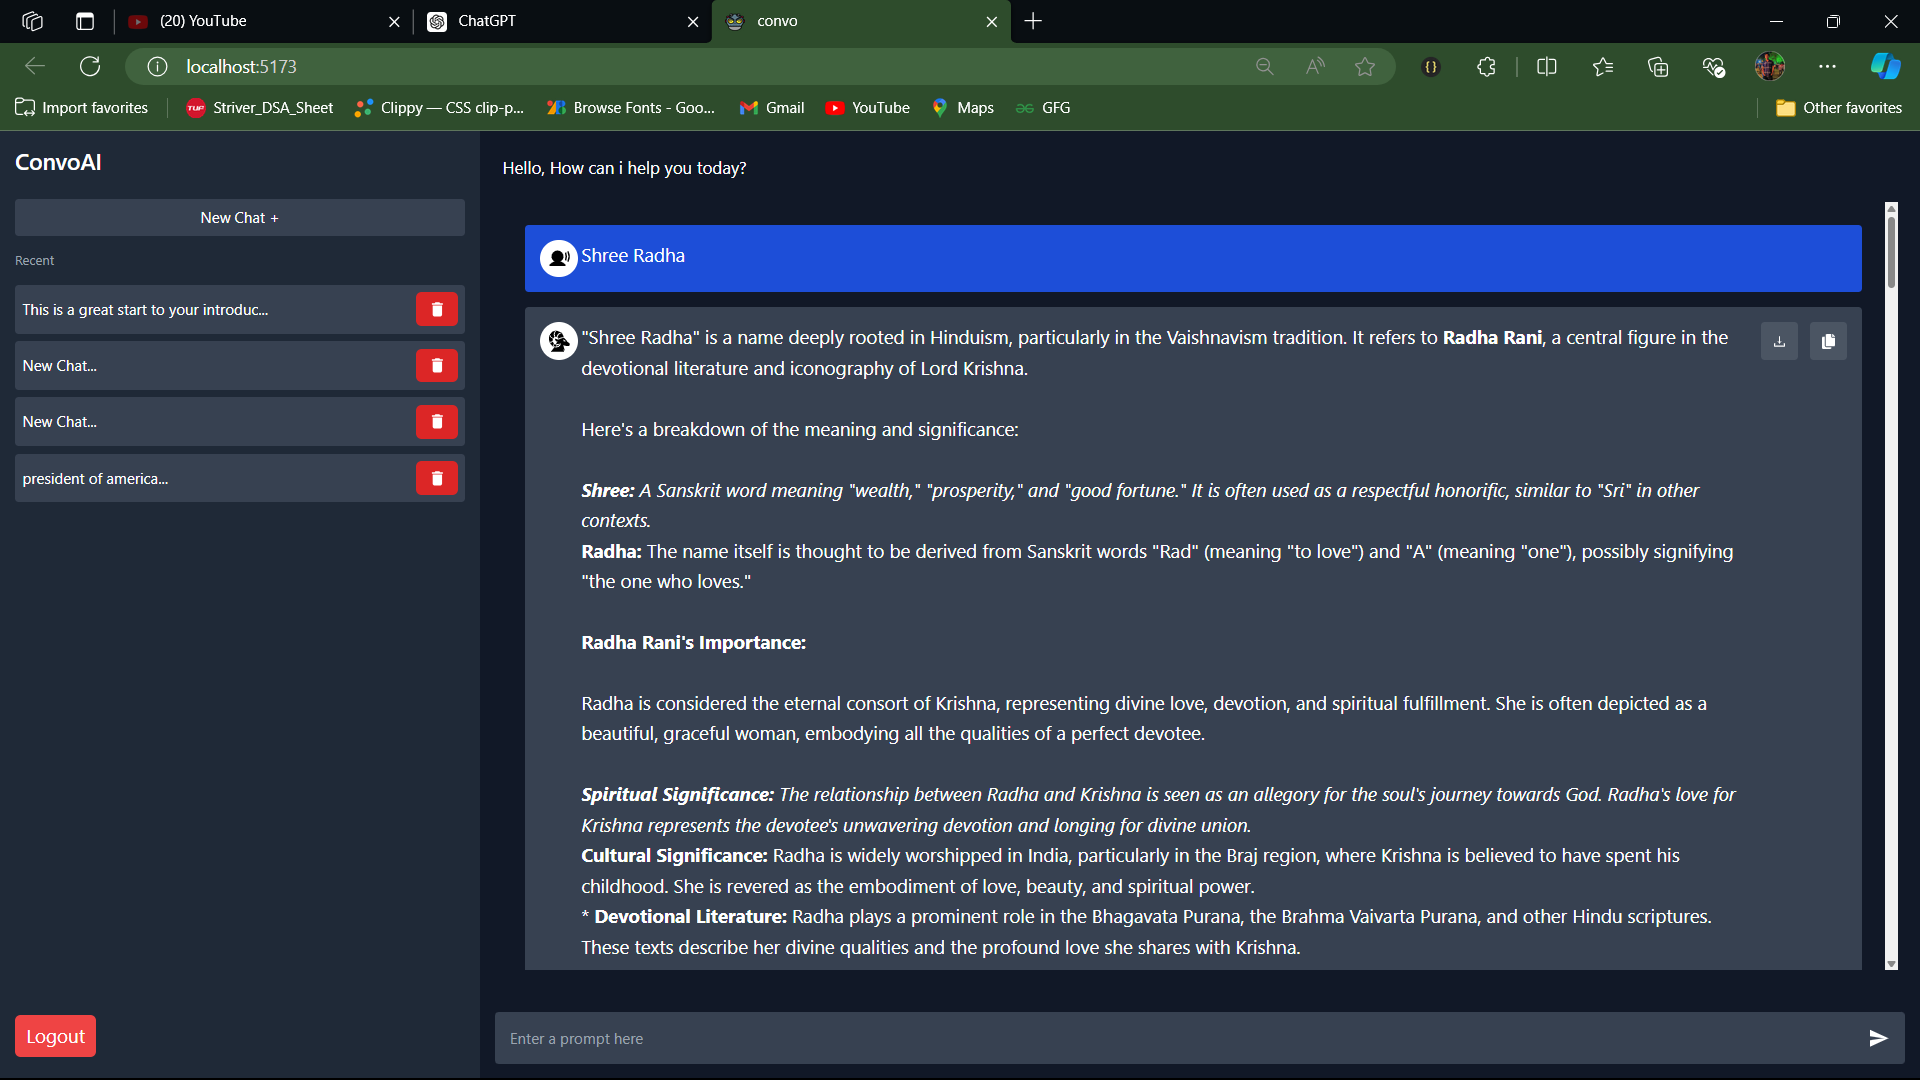 (20) YouTube
ChatGPT
convo
localhost:5173
Import favorites
TUF Striver_DSA_Sheet
Clippy — CSS clip-p...
Browse Fonts - Goo...
Gmail
YouTube
Maps
GFG
Other favorites
ConvoAI
New Chat +
Recent
This is a great start to your introduc...
New Chat...
New Chat...
president of america...
Logout
Hello, How can i help you today?
Shree Radha
"Shree Radha" is a name deeply rooted in Hinduism, particularly in the Vaishnavism tradition. It refers to Radha Rani, a central figure in the
devotional literature and iconography of Lord Krishna.
Here's a breakdown of the meaning and significance:
Shree: A Sanskrit word meaning "wealth," "prosperity," and "good fortune." It is often used as a respectful honorific, similar to "Sri" in other
contexts.
Radha: The name itself is thought to be derived from Sanskrit words "Rad" (meaning "to love") and "A" (meaning "one"), possibly signifying
"the one who loves."
Radha Rani's Importance:
Radha is considered the eternal consort of Krishna, representing divine love, devotion, and spiritual fulfillment. She is often depicted as a
beautiful, graceful woman, embodying all the qualities of a perfect devotee.
Spiritual Significance: The relationship between Radha and Krishna is seen as an allegory for the soul's journey towards God. Radha's love for
Krishna represents the devotee's unwavering devotion and longing for divine union.
Cultural Significance: Radha is widely worshipped in India, particularly in the Braj region, where Krishna is believed to have spent his
childhood. She is revered as the embodiment of love, beauty, and spiritual power.
* Devotional Literature: Radha plays a prominent role in the Bhagavata Purana, the Brahma Vaivarta Purana, and other Hindu scriptures.
These texts describe her divine qualities and the profound love she shares with Krishna.
Enter a prompt here